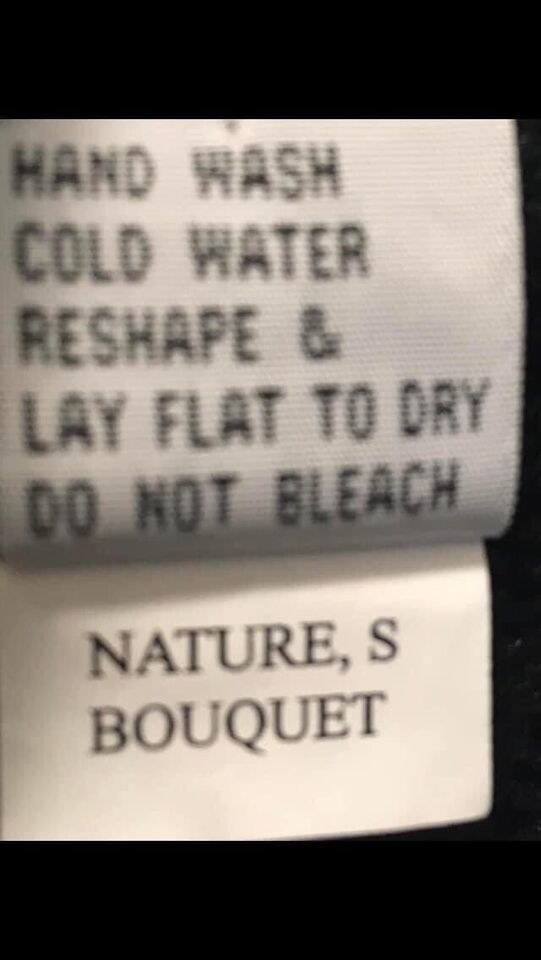 HAND WASH
COLD WATER
RESHAPE &
LAY FLAT TO DRY
DO NOT BLEACH
NATURE, S
BOUQUET